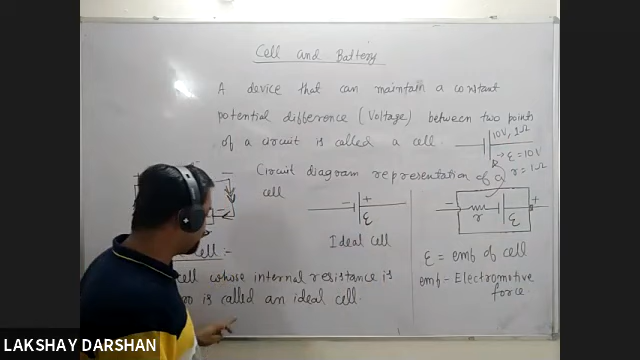 Cell and Battery
A device that can maintain a constant
potential difference (Voltage) between two points
of a circuit is called a cell.
10V, 1Ω
→ ε = 10V
r = 1Ω
Circuit diagram representation of a
cell
− +
ε
Ideal Cell
− +
r ε
ε = emf of cell
emf = Electromotive
force.
Cell :-
cell whose internal resistance is
is called an ideal cell.
LAKSHAY DARSHAN